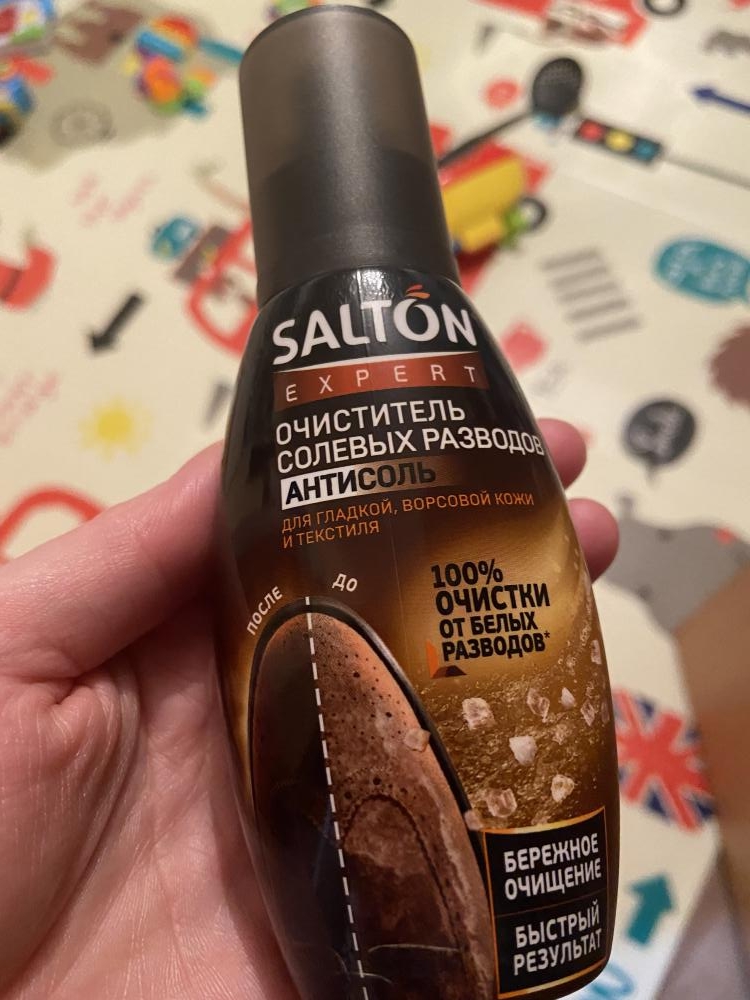 SALTON
EXPERT
ОЧИСТИТЕЛЬ
СОЛЕВЫХ РАЗВОДОВ
АНТИСОЛЬ
ДЛЯ ГЛАДКОЙ, ВОРСОВОЙ КОЖИ
И ТЕКСТИЛЯ
ПОСЛЕ
ДО
100%
ОЧИСТКИ
ОТ БЕЛЫХ
РАЗВОДОВ*
БЕРЕЖНОЕ
ОЧИЩЕНИЕ
БЫСТРЫЙ
РЕЗУЛЬТАТ